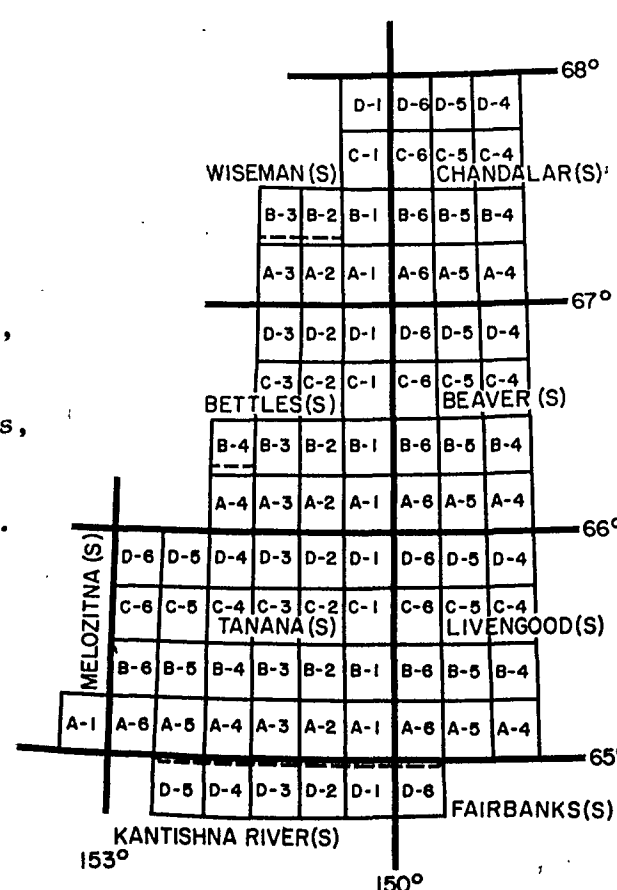 68°
D-1 D-6 D-5 D-4
C-1 C-6 C-5 C-4
WISEMAN(S) CHANDALAR(S)
B-3 B-2 B-1 B-6 B-5 B-4
A-3 A-2 A-1 A-6 A-5 A-4
67°
,
D-3 D-2 D-1 D-6 D-5 D-4
C-3 C-2 C-1 C-6 C-5 C-4
BETTLES(S) BEAVER (S)
s,
B-4 B-3 B-2 B-1 B-6 B-5 B-4
A-4 A-3 A-2 A-1 A-6 A-5 A-4
.
66°
MELOZITNA (S)
D-6 D-5 D-4 D-3 D-2 D-1 D-6 D-5 D-4
C-6 C-5 C-4 C-3 C-2 C-1 C-6 C-5 C-4
TANANA(S) LIVENGOOD(S)
B-6 B-5 B-4 B-3 B-2 B-1 B-6 B-5 B-4
A-1 A-6 A-5 A-4 A-3 A-2 A-1 A-6 A-5 A-4
65°
D-5 D-4 D-3 D-2 D-1 D-6
FAIRBANKS(S)
KANTISHNA RIVER(S)
153°
150°